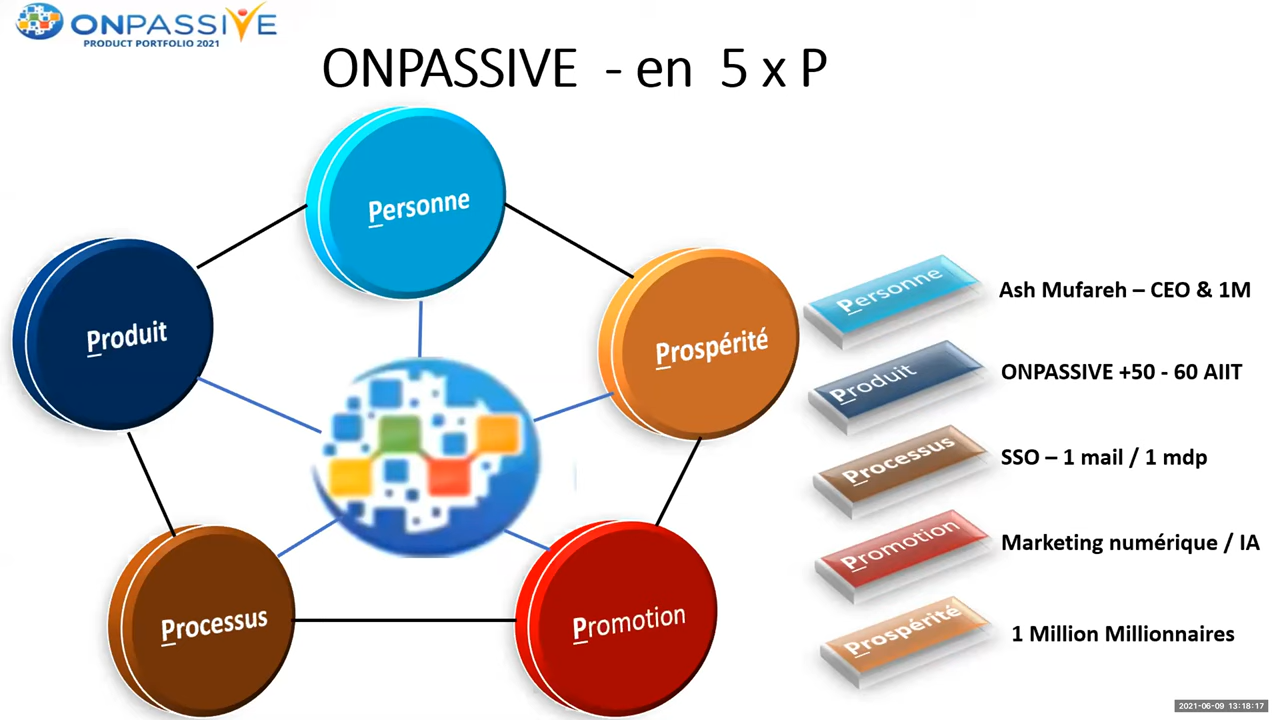 ONPASSIVE
PRODUCT PORTFOLIO 2021
ONPASSIVE - en 5 x P
Personne
Produit
Prospérité
Processus
Promotion
Personne
Ash Mufareh – CEO & 1M
Produit
ONPASSIVE +50 - 60 AIIT
Processus
SSO – 1 mail / 1 mdp
Promotion
Marketing numérique / IA
Prospérité
1 Million Millionnaires
2021-06-09 13:18:17